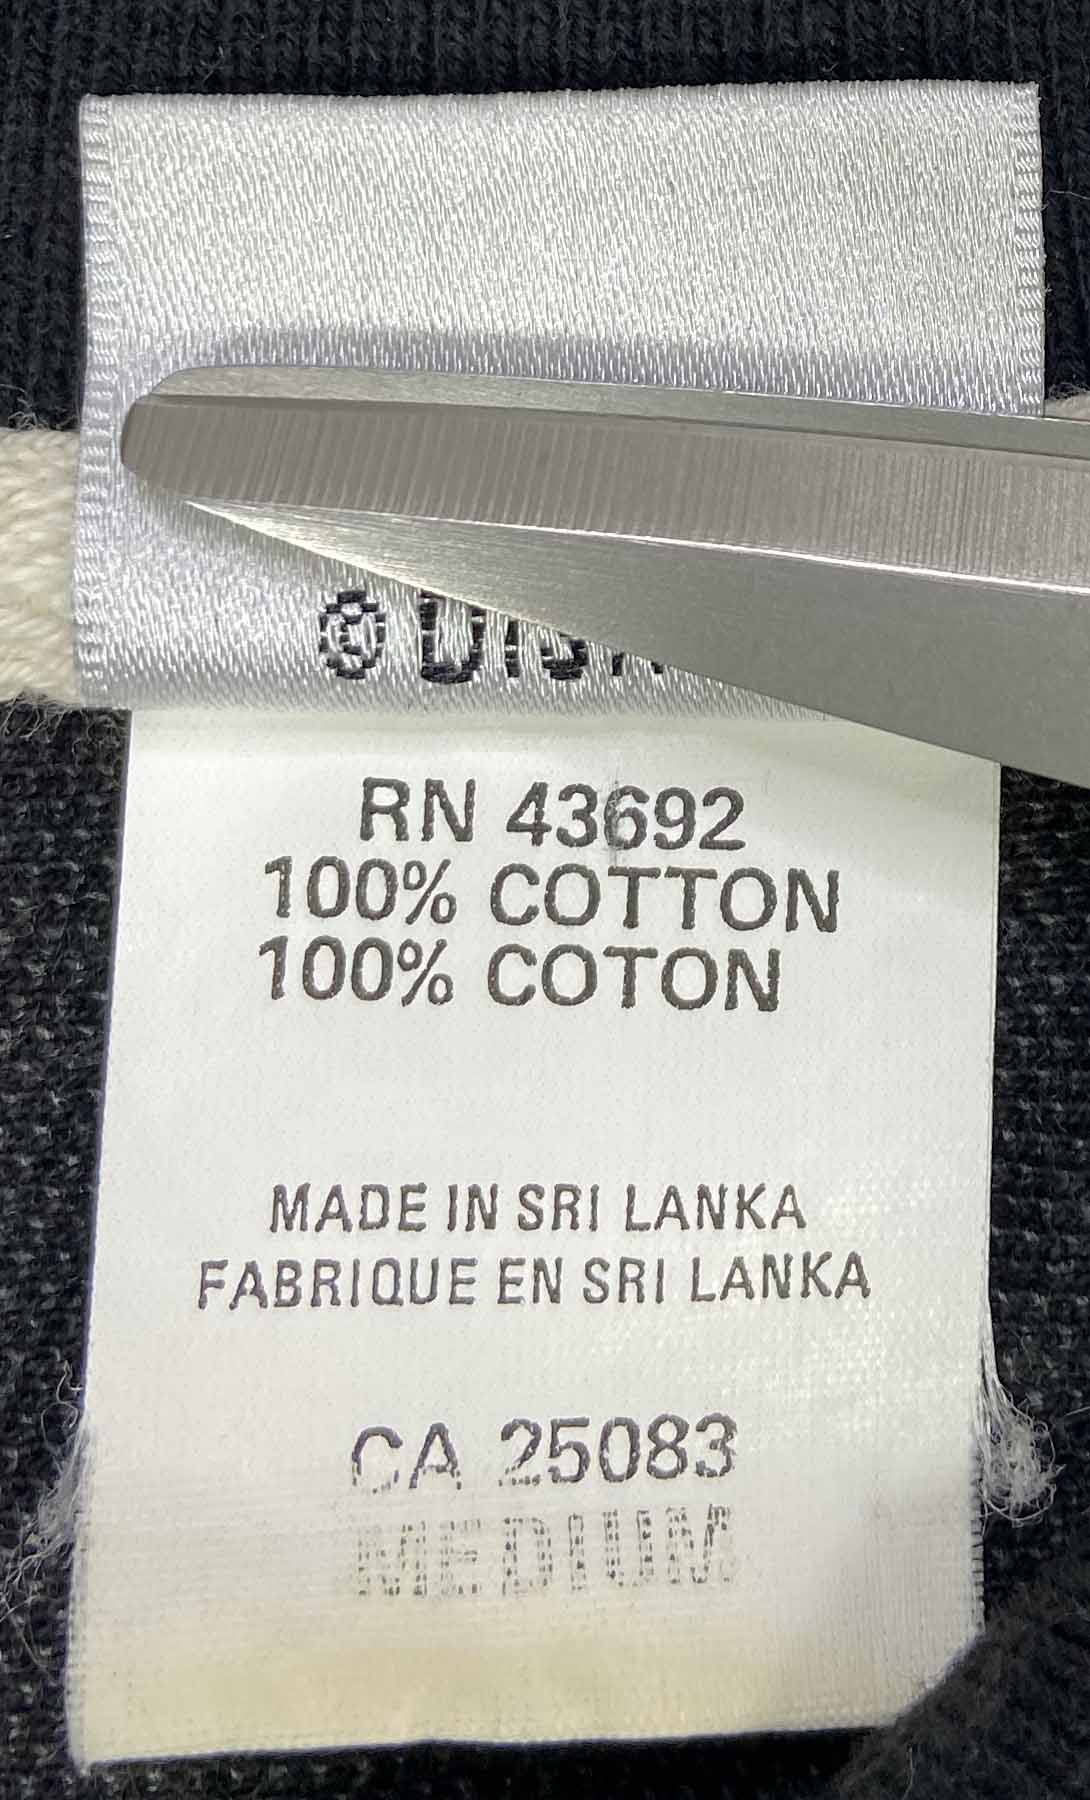 ©
RN 43692
100% COTTON
100% COTON
MADE IN SRI LANKA
FABRIQUE EN SRI LANKA
CA 25083
MEDIUM